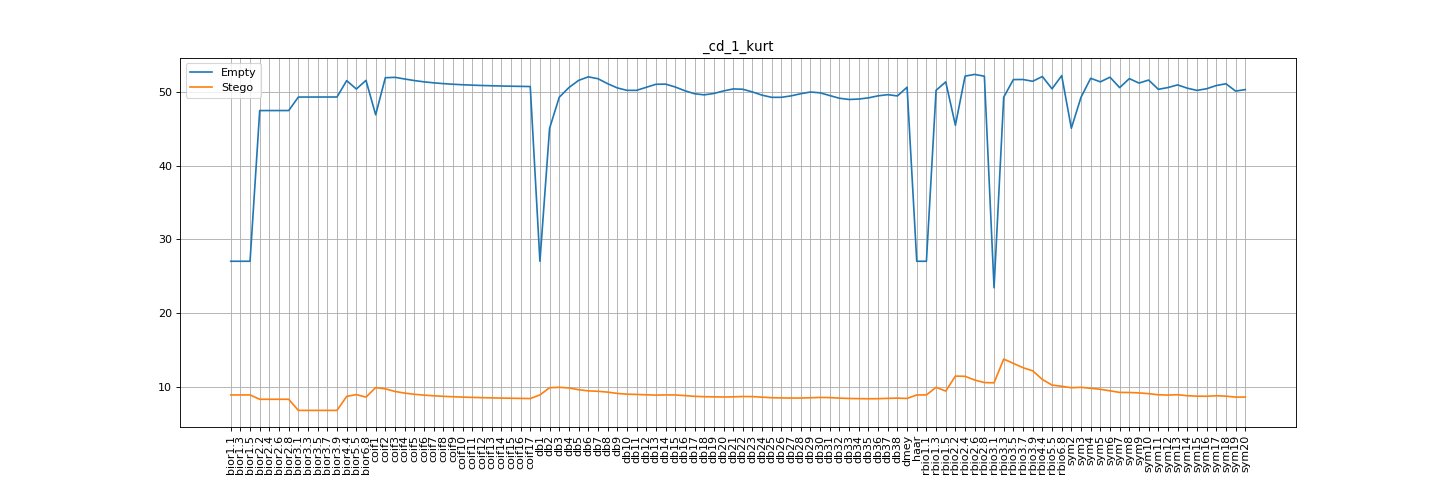 _cd_1_kurt
Empty
Stego
50
40
30
20
10
bior1.1
bior1.3
bior1.5
bior2.2
bior2.4
bior2.6
bior2.8
bior3.1
bior3.3
bior3.5
bior3.7
bior3.9
bior4.4
bior5.5
bior6.8
coif1
coif2
coif3
coif4
coif5
coif6
coif7
coif8
coif9
coif10
coif11
coif12
coif13
coif14
coif15
coif16
coif17
db1
db2
db3
db4
db5
db6
db7
db8
db9
db10
db11
db12
db13
db14
db15
db16
db17
db18
db19
db20
db21
db22
db23
db24
db25
db26
db27
db28
db29
db30
db31
db32
db33
db34
db35
db36
db37
db38
dmey
haar
rbio1.1
rbio1.3
rbio1.5
rbio2.2
rbio2.4
rbio2.6
rbio2.8
rbio3.1
rbio3.3
rbio3.5
rbio3.7
rbio3.9
rbio4.4
rbio5.5
rbio6.8
sym2
sym3
sym4
sym5
sym6
sym7
sym8
sym9
sym10
sym11
sym12
sym13
sym14
sym15
sym16
sym17
sym18
sym19
sym20